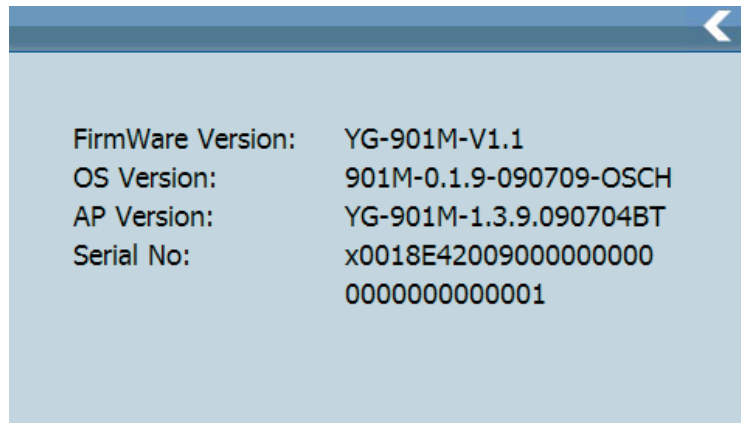 FirmWare Version: YG-901M-V1.1
OS Version: 901M-0.1.9-090709-OSCH
AP Version: YG-901M-1.3.9.090704BT
Serial No: x0018E42009000000000
0000000000001